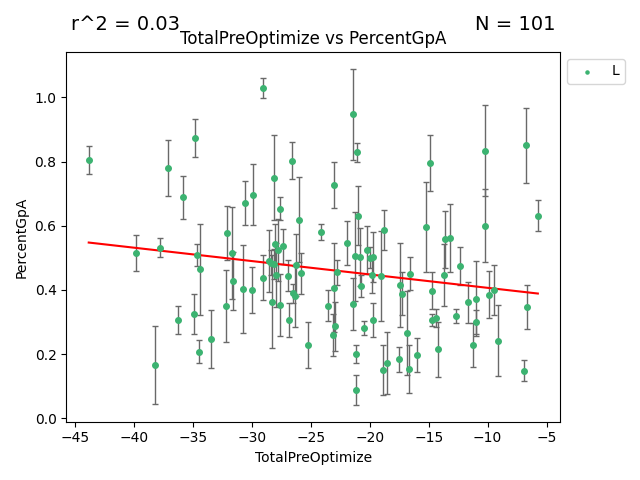 r^2 = 0.03
N = 101
TotalPreOptimize vs PercentGpA
L
1.0
0.8
0.6
0.4
0.2
0.0
PercentGpA
−45 −40 −35 −30 −25 −20 −15 −10 −5
TotalPreOptimize